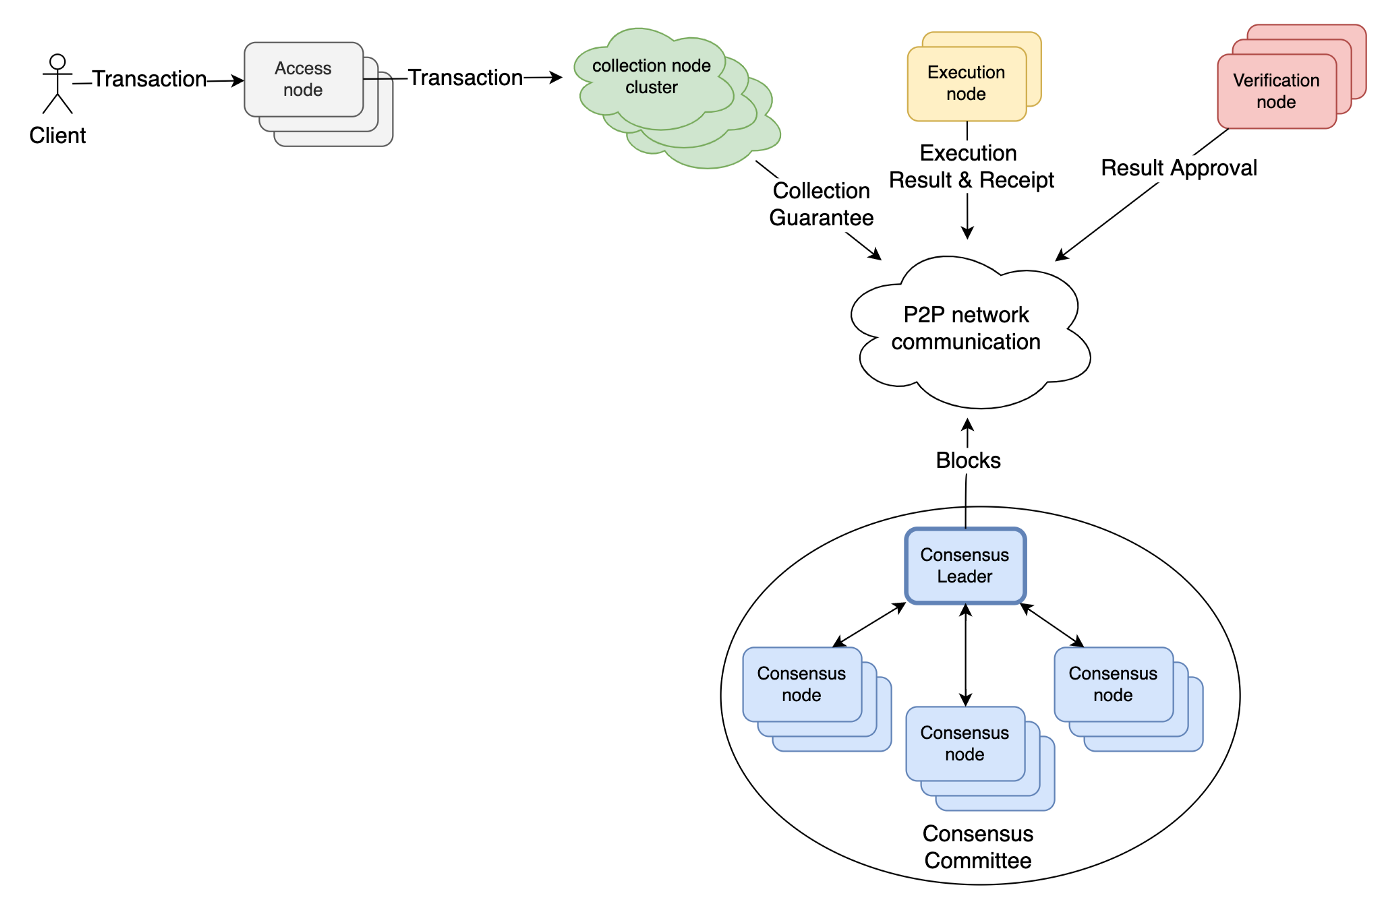 Client
Transaction
Access
node
Transaction
collection node
cluster
Execution
node
Verification
node
Collection
Guarantee
Execution
Result & Receipt
Result Approval
P2P network
communication
Blocks
Consensus
Leader
Consensus
node
Consensus
node
Consensus
node
Consensus
Committee